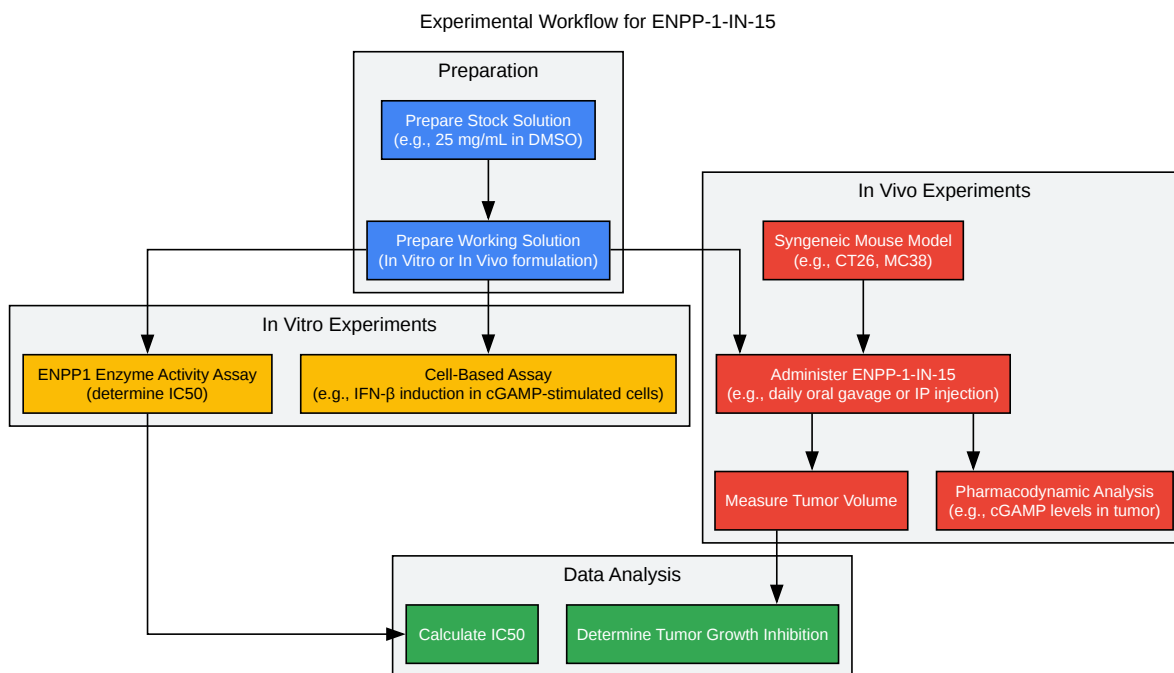 Experimental Workflow for ENPP-1-IN-15
Preparation
Prepare Stock Solution
(e.g., 25 mg/mL in DMSO)
Prepare Working Solution
(In Vitro or In Vivo formulation)
In Vitro Experiments
ENPP1 Enzyme Activity Assay
(determine IC50)
Cell-Based Assay
(e.g., IFN-β induction in cGAMP-stimulated cells)
In Vivo Experiments
Syngeneic Mouse Model
(e.g., CT26, MC38)
Administer ENPP-1-IN-15
(e.g., daily oral gavage or IP injection)
Measure Tumor Volume
Pharmacodynamic Analysis
(e.g., cGAMP levels in tumor)
Data Analysis
Calculate IC50
Determine Tumor Growth Inhibition